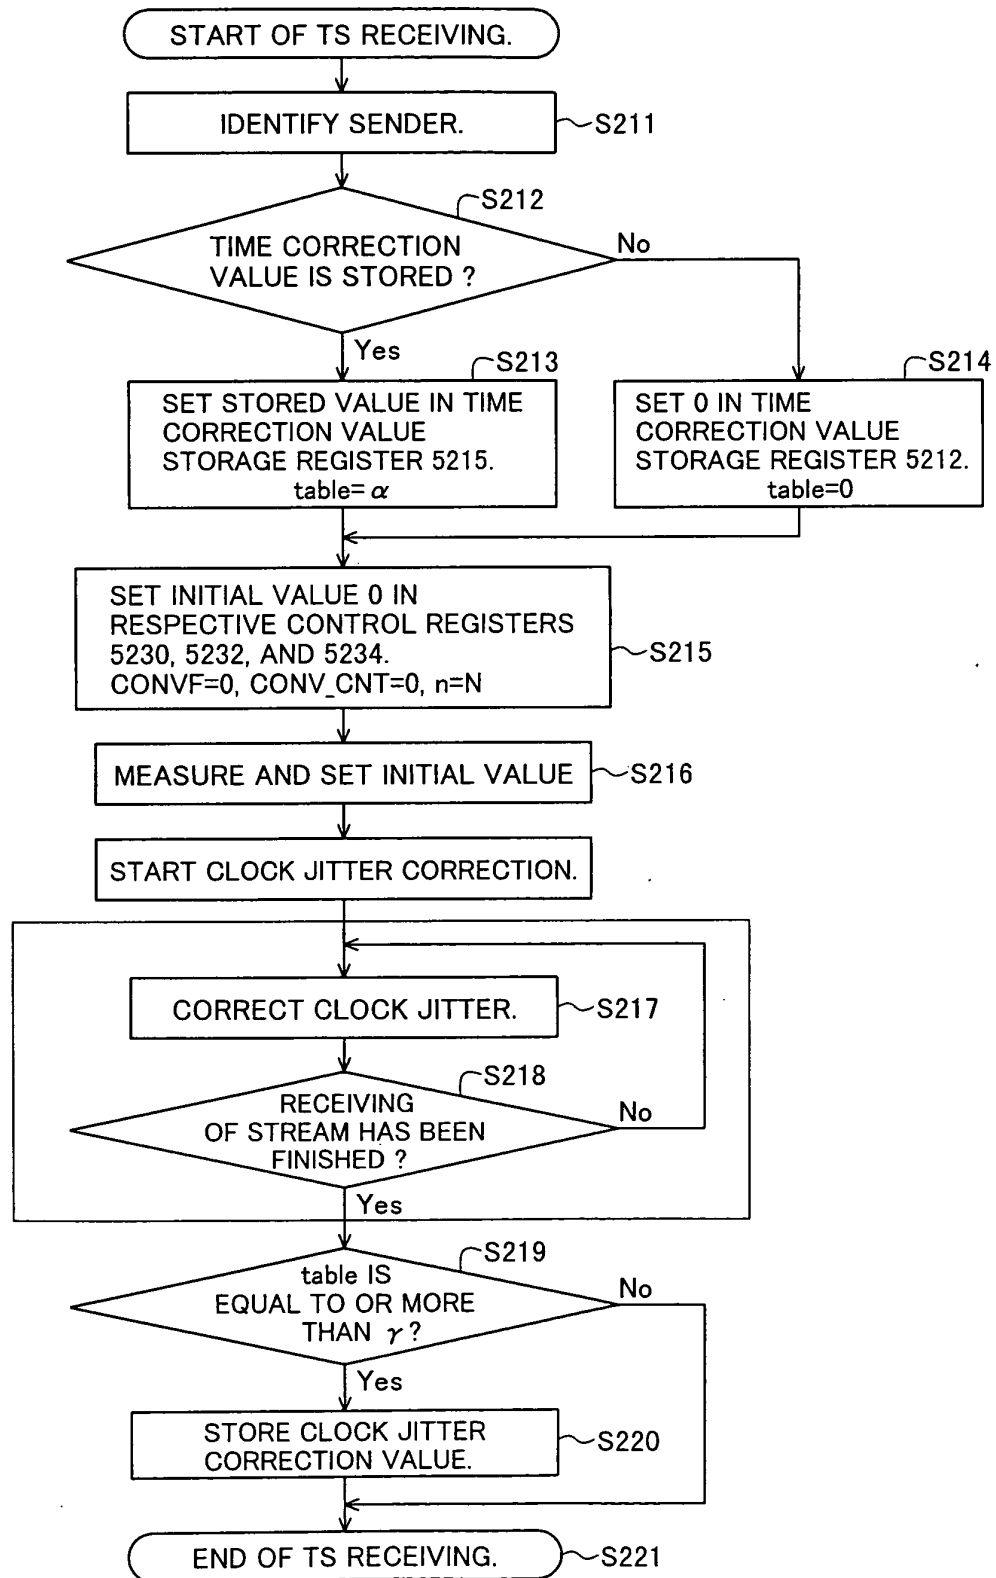 START OF TS RECEIVING.
IDENTIFY SENDER.
S211
S212
TIME CORRECTION
VALUE IS STORED ?
No
Yes
S213
SET STORED VALUE IN TIME
CORRECTION VALUE
STORAGE REGISTER 5215.
table= α
S214
SET 0 IN TIME
CORRECTION VALUE
STORAGE REGISTER 5212.
table=0
SET INITIAL VALUE 0 IN
RESPECTIVE CONTROL REGISTERS
5230, 5232, AND 5234.
CONVF=0, CONV_CNT=0, n=N
S215
MEASURE AND SET INITIAL VALUE
S216
START CLOCK JITTER CORRECTION.
CORRECT CLOCK JITTER.
S217
S218
RECEIVING
OF STREAM HAS BEEN
FINISHED ?
No
Yes
S219
table IS
EQUAL TO OR MORE
THAN γ ?
No
Yes
STORE CLOCK JITTER
CORRECTION VALUE.
S220
END OF TS RECEIVING.
S221